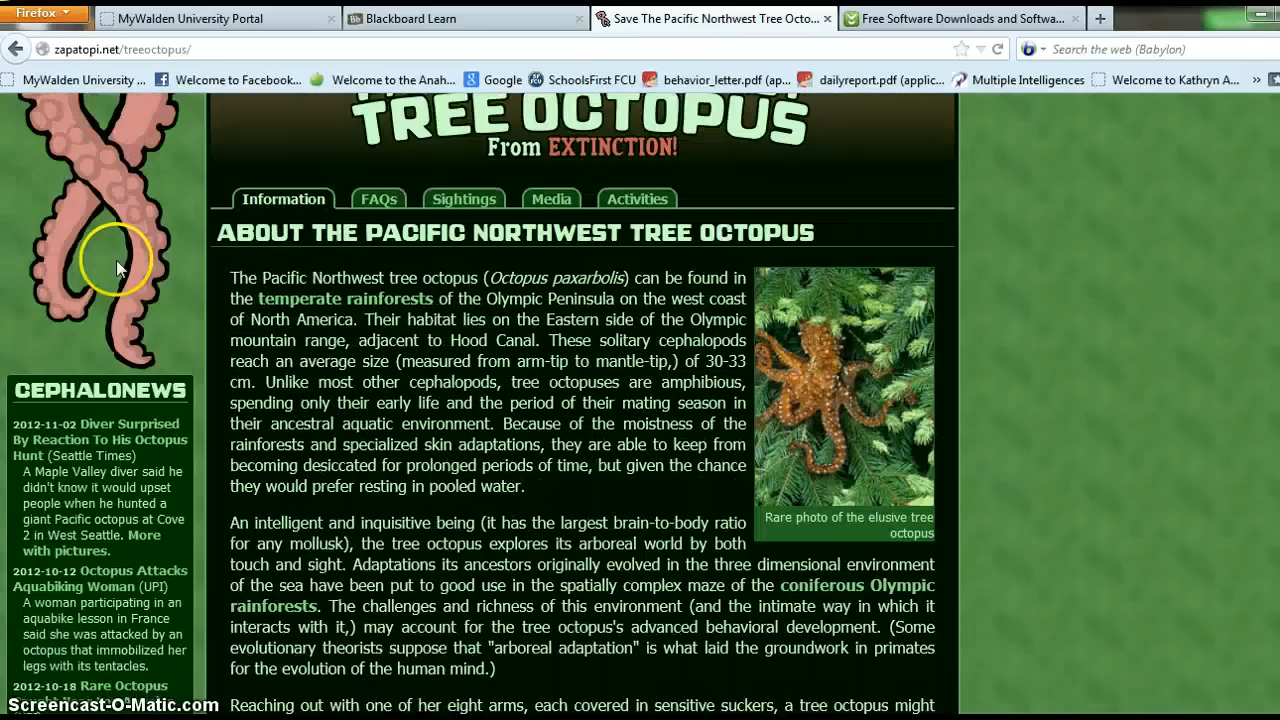 Firefox
MyWalden University Portal
Blackboard Learn
Save The Pacific Northwest Tree Octo...
Free Software Downloads and Softwa...
zapatopi.net/treeoctopus/
Search the web (Babylon)
MyWalden University ...
Welcome to Facebook...
Welcome to the Anah...
Google
SchoolsFirst FCU
behavior_letter.pdf (ap...
dailyreport.pdf (applic...
Multiple Intelligences
Welcome to Kathryn A...
TREE OCTOPUS
From EXTINCTION!
Information
FAQs
Sightings
Media
Activities
ABOUT THE PACIFIC NORTHWEST TREE OCTOPUS
The Pacific Northwest tree octopus (Octopus paxarbolis) can be found in
the temperate rainforests of the Olympic Peninsula on the west coast
of North America. Their habitat lies on the Eastern side of the Olympic
mountain range, adjacent to Hood Canal. These solitary cephalopods
reach an average size (measured from arm-tip to mantle-tip,) of 30-33
cm. Unlike most other cephalopods, tree octopuses are amphibious,
spending only their early life and the period of their mating season in
their ancestral aquatic environment. Because of the moistness of the
rainforests and specialized skin adaptations, they are able to keep from
becoming desiccated for prolonged periods of time, but given the chance
they would prefer resting in pooled water.
Rare photo of the elusive tree
octopus
An intelligent and inquisitive being (it has the largest brain-to-body ratio
for any mollusk), the tree octopus explores its arboreal world by both
touch and sight. Adaptations its ancestors originally evolved in the three dimensional environment
of the sea have been put to good use in the spatially complex maze of the coniferous Olympic
rainforests. The challenges and richness of this environment (and the intimate way in which it
interacts with it,) may account for the tree octopus's advanced behavioral development. (Some
evolutionary theorists suppose that "arboreal adaptation" is what laid the groundwork in primates
for the evolution of the human mind.)
Reaching out with one of her eight arms, each covered in sensitive suckers, a tree octopus might
CEPHALONEWS
2012-11-02 Diver Surprised
By Reaction To His Octopus
Hunt (Seattle Times)
A Maple Valley diver said he
didn't know it would upset
people when he hunted a
giant Pacific octopus at Cove
2 in West Seattle. More
with pictures.
2012-10-12 Octopus Attacks
Aquabiking Woman (UPI)
A woman participating in an
aquabike lesson in France
said she was attacked by an
octopus that immobilized her
legs with its tentacles.
2012-10-18 Rare Octopus
Screencast-O-Matic.com